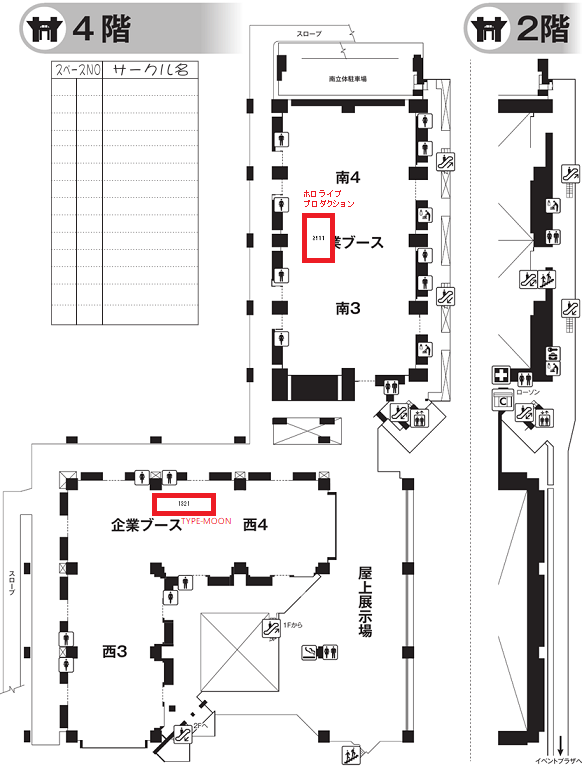 4階
2階
スペースNO
サークル名
スロープ
南立体駐車場
南4
ホロライブ
プロダクション
2111
業ブース
南3
ローソン
1321
企業ブース
TYPE-MOON
西4
スロープ
屋上展示場
1Fから
西3
2Fへ
イベントプラザへ